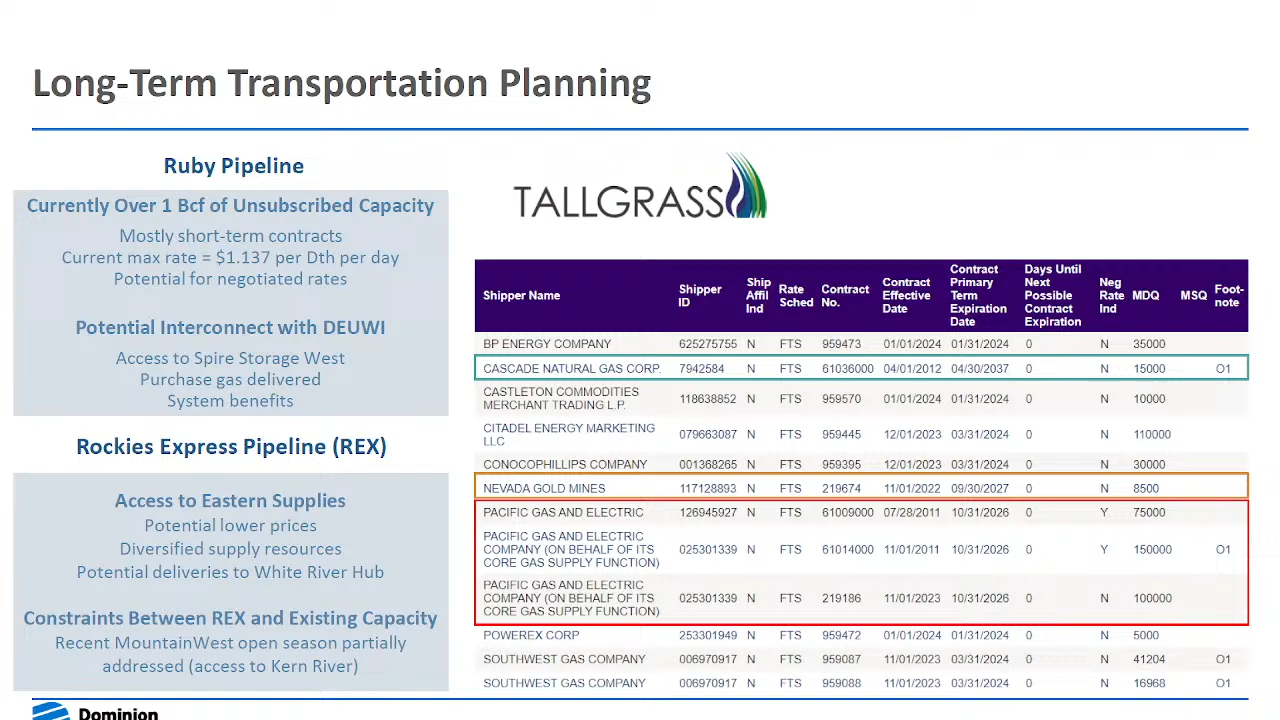 Long-Term Transportation Planning
Ruby Pipeline
Currently Over 1 Bcf of Unsubscribed Capacity
Mostly short-term contracts
Current max rate = $1.137 per Dth per day
Potential for negotiated rates
Potential Interconnect with DEUWI
Access to Spire Storage West
Purchase gas delivered
System benefits
Rockies Express Pipeline (REX)
Access to Eastern Supplies
Potential lower prices
Diversified supply resources
Potential deliveries to White River Hub
Constraints Between REX and Existing Capacity
Recent MountainWest open season partially
addressed (access to Kern River)
TALLGRASS
Shipper Name Shipper ID Ship Affil Ind Rate Sched Contract No. Contract Effective Date Contract Primary Term Expiration Date Days Until Next Possible Contract Expiration Neg Rate Ind MDQ MSQ Foot-note
BP ENERGY COMPANY 625275755 N FTS 959473 01/01/2024 01/31/2024 0 N 35000
CASCADE NATURAL GAS CORP. 7942584 N FTS 61036000 04/01/2012 04/30/2037 0 N 15000 O1
CASTLETON COMMODITIES
MERCHANT TRADING L.P. 118638852 N FTS 959570 01/01/2024 01/31/2024 0 N 10000
CITADEL ENERGY MARKETING
LLC 079663087 N FTS 959445 12/01/2023 03/31/2024 0 N 110000
CONOCOPHILLIPS COMPANY 001368265 N FTS 959395 12/01/2023 03/31/2024 0 N 30000
NEVADA GOLD MINES 117128893 N FTS 219674 11/01/2022 09/30/2027 0 N 8500
PACIFIC GAS AND ELECTRIC 126945927 N FTS 61009000 07/28/2011 10/31/2026 0 Y 75000
PACIFIC GAS AND ELECTRIC
COMPANY (ON BEHALF OF ITS
CORE GAS SUPPLY FUNCTION) 025301339 N FTS 61014000 11/01/2011 10/31/2026 0 Y 150000 O1
PACIFIC GAS AND ELECTRIC
COMPANY (ON BEHALF OF ITS
CORE GAS SUPPLY FUNCTION) 025301339 N FTS 219186 11/01/2023 10/31/2026 0 N 100000
POWEREX CORP 253301949 N FTS 959472 01/01/2024 01/31/2024 0 N 5000
SOUTHWEST GAS COMPANY 006970917 N FTS 959087 11/01/2023 03/31/2024 0 N 41204 O1
SOUTHWEST GAS COMPANY 006970917 N FTS 959088 11/01/2023 03/31/2024 0 N 16968 O1
Dominion